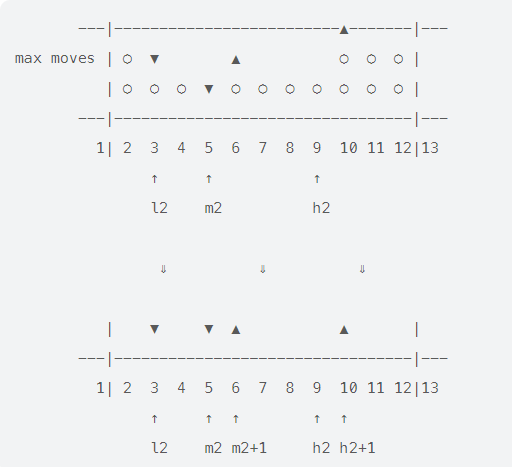 ---|---------------------------------▲-------|---
max moves | ○  ▼        ▲           ○  ○  ○ |
          | ○  ○  ○  ▼  ○  ○  ○  ○  ○  ○  ○ |
---|-----------------------------------------|---
1| 2  3  4  5  6  7  8  9  10 11 12|13
↑     ↑           ↑
l2    m2          h2
⇓          ⇓          ⇓
|    ▼     ▼  ▲           ▲       |
---|-----------------------------------------|---
1| 2  3  4  5  6  7  8  9  10 11 12|13
↑     ↑  ↑        ↑  ↑
l2    m2 m2+1     h2 h2+1